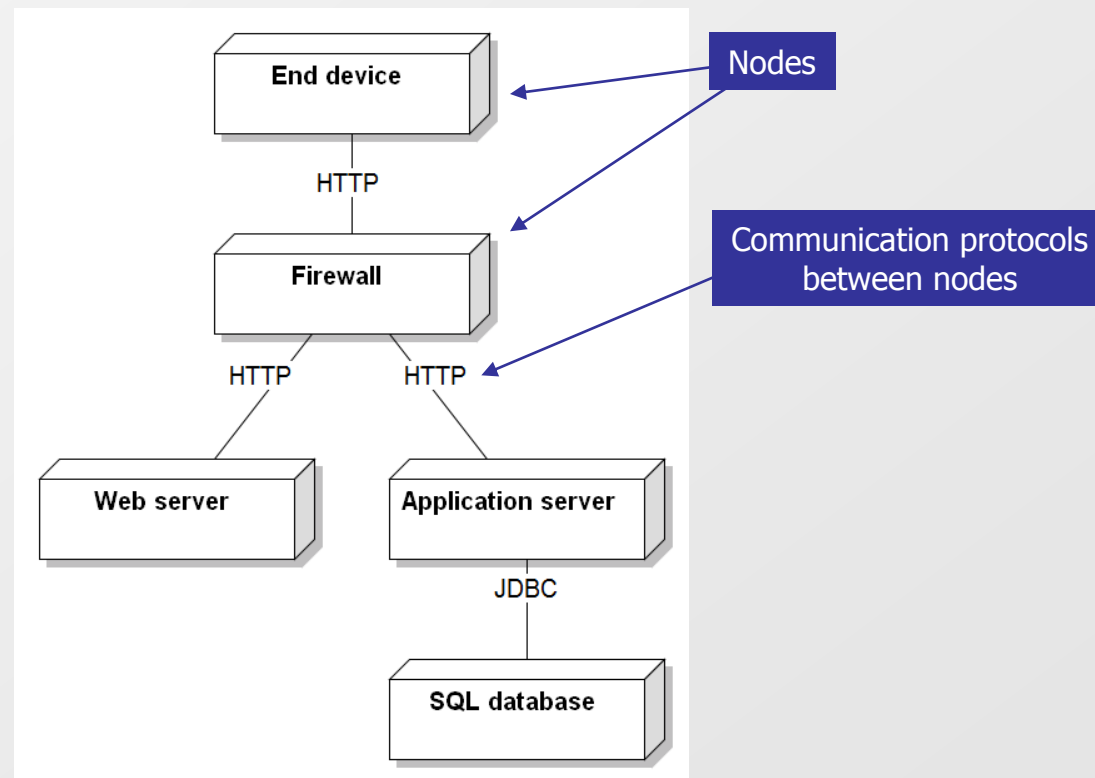 End device
Nodes
HTTP
Firewall
Communication protocols
between nodes
HTTP
HTTP
Web server
Application server
JDBC
SQL database